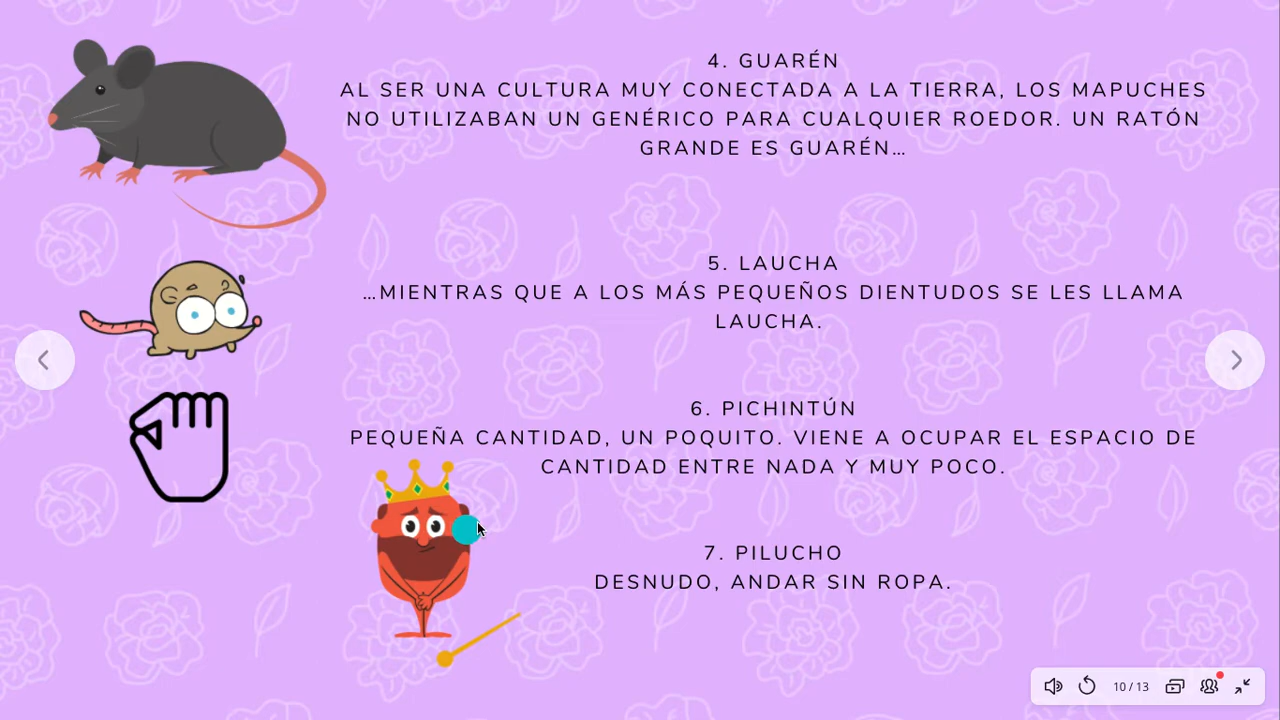 4. GUARÉN
AL SER UNA CULTURA MUY CONECTADA A LA TIERRA, LOS MAPUCHES
NO UTILIZABAN UN GENÉRICO PARA CUALQUIER ROEDOR. UN RATÓN
GRANDE ES GUARÉN…
5. LAUCHA
…MIENTRAS QUE A LOS MÁS PEQUEÑOS DIENTUDOS SE LES LLAMA
LAUCHA.
6. PICHINTÚN
PEQUEÑA CANTIDAD, UN POQUITO. VIENE A OCUPAR EL ESPACIO DE
CANTIDAD ENTRE NADA Y MUY POCO.
7. PILUCHO
DESNUDO, ANDAR SIN ROPA.
10 / 13